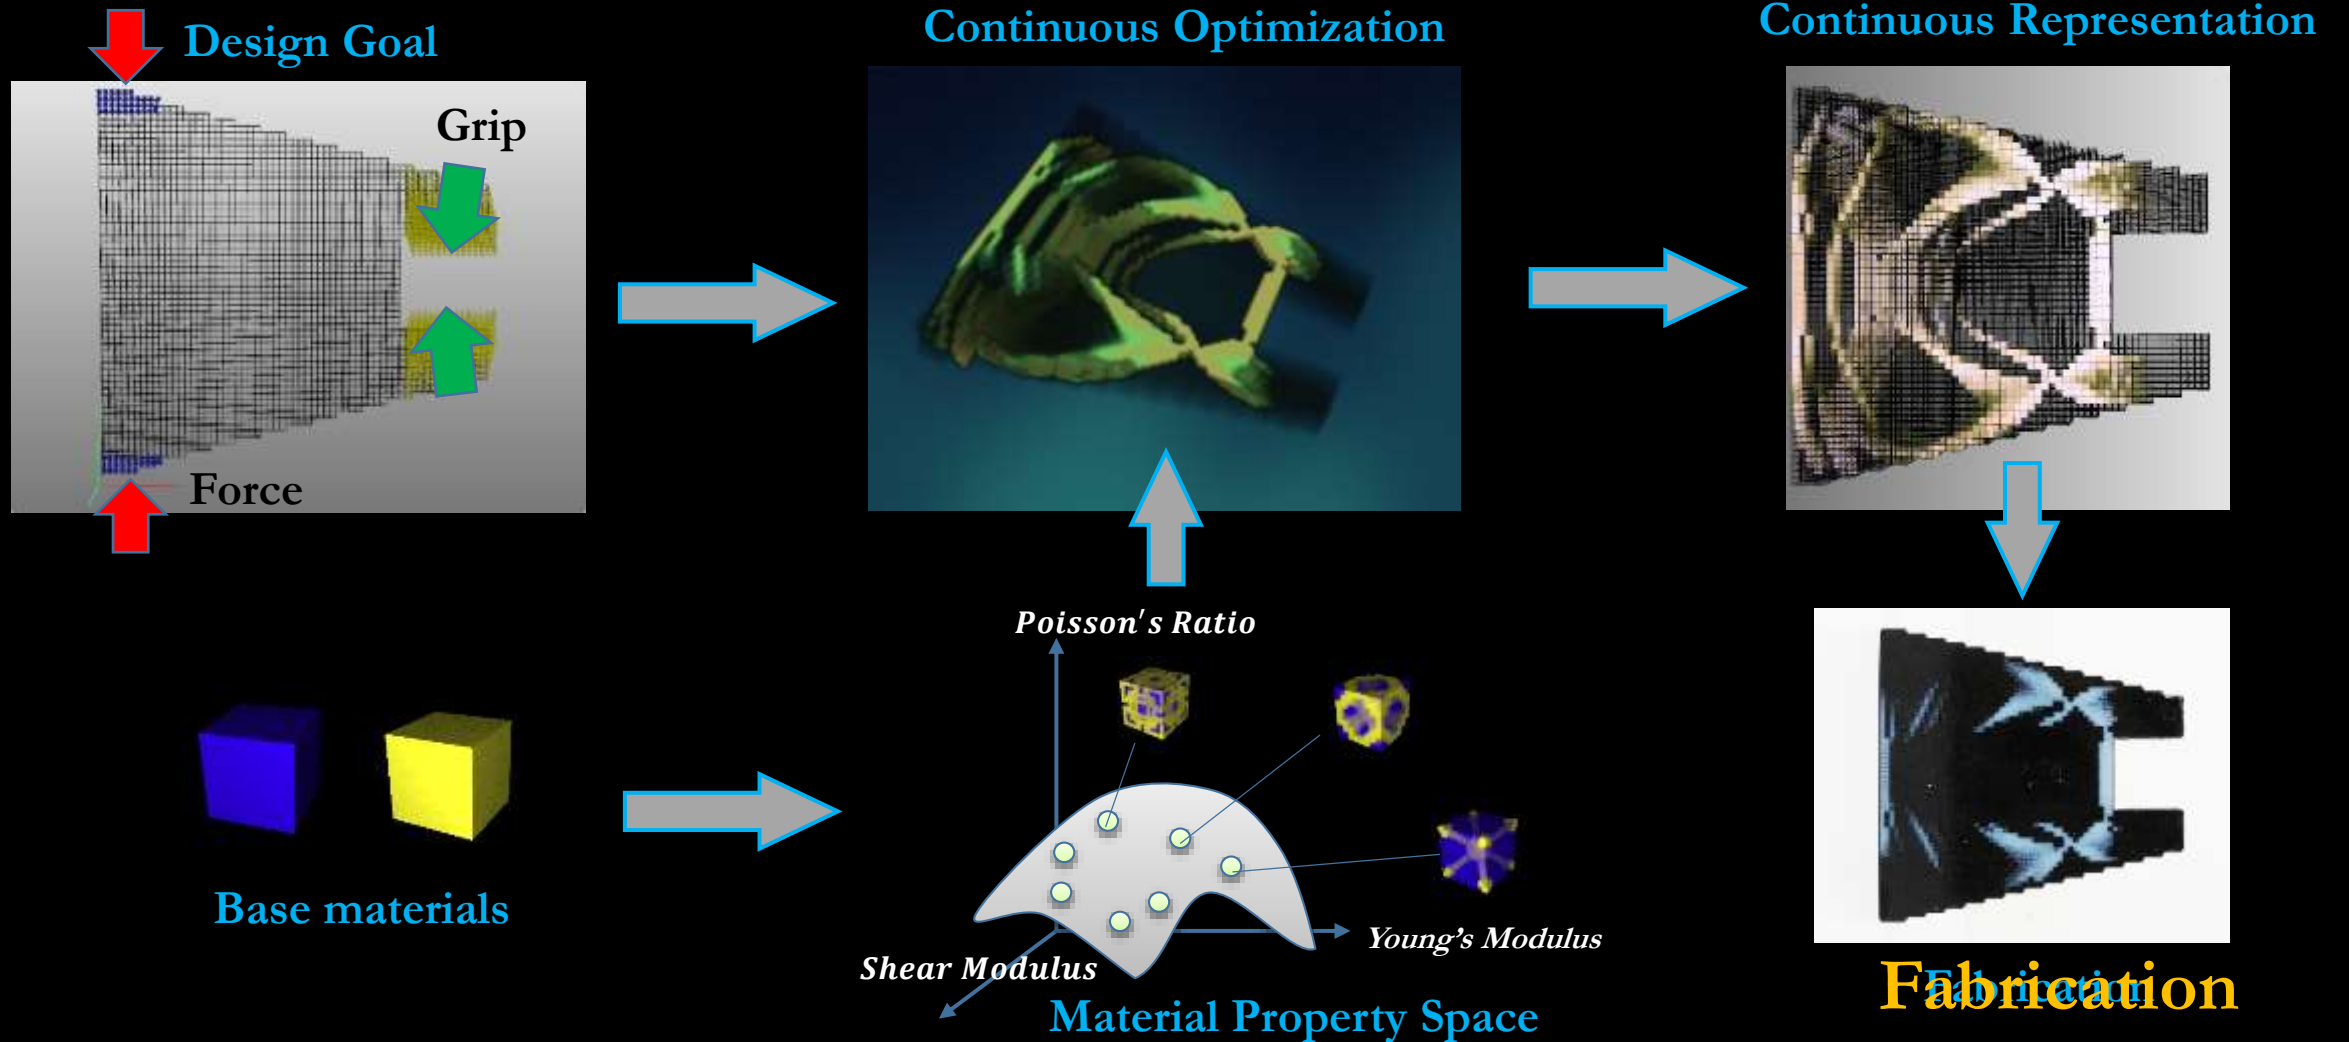 Design Goal
Continuous Optimization
Continuous Representation
Grip
Force
Poisson's Ratio
Young's Modulus
Shear Modulus
Base materials
Material Property Space
Fabrication
Fabrication